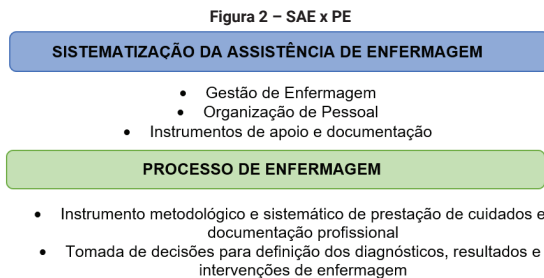 Figura 2 – SAE x PE
SISTEMATIZAÇÃO DA ASSISTÊNCIA DE ENFERMAGEM
• Gestão de Enfermagem
• Organização de Pessoal
• Instrumentos de apoio e documentação
PROCESSO DE ENFERMAGEM
• Instrumento metodológico e sistemático de prestação de cuidados e
documentação profissional
• Tomada de decisões para definição dos diagnósticos, resultados e
intervenções de enfermagem